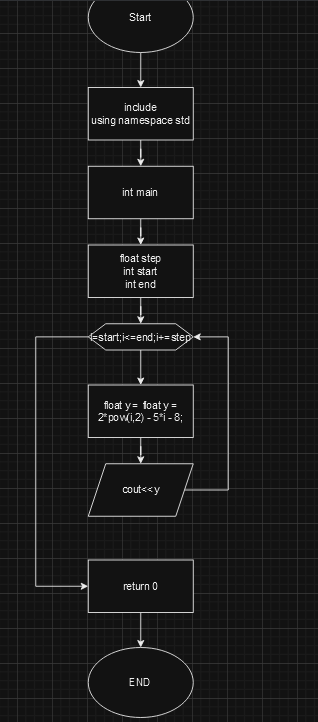 Start
include
using namespace std
int main
float step
int start
int end
i=start;i<=end;i+=step
float y = float y =
2*pow(i,2) - 5*i - 8;
cout<<y
return 0
END